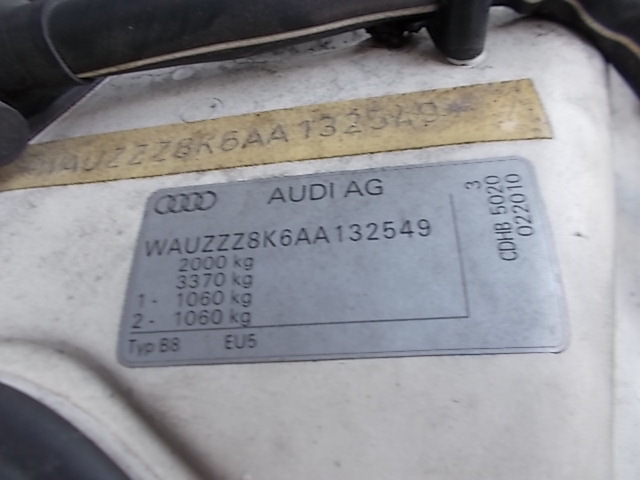 WAUZZZ8K6AA132549*
AUDI AG
WAUZZZ8K6AA132549
2000 kg
3370 kg
1- 1060 kg
2- 1060 kg
Typ B8 EU5
3
CDHB 5020
022010